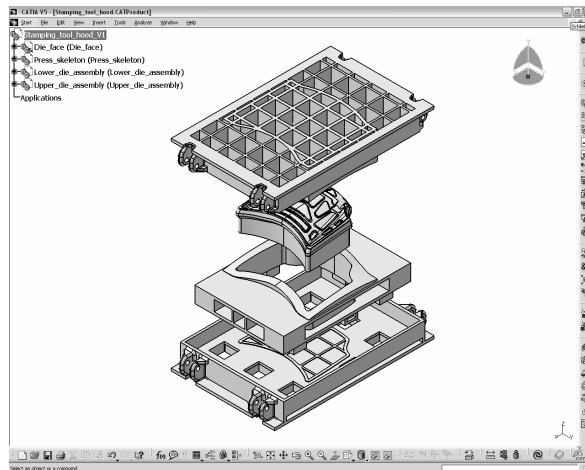 CATIA V5 - [Stamping_tool_hood.CATProduct]
Start File Edit View Insert Tools Analyze Window Help
Stamping_tool_hood_V1
Die_face (Die_face)
Press_skeleton (Press_skeleton)
Lower_die_assembly (Lower_die_assembly)
Upper_die_assembly (Upper_die_assembly)
Applications
Select an object or a command